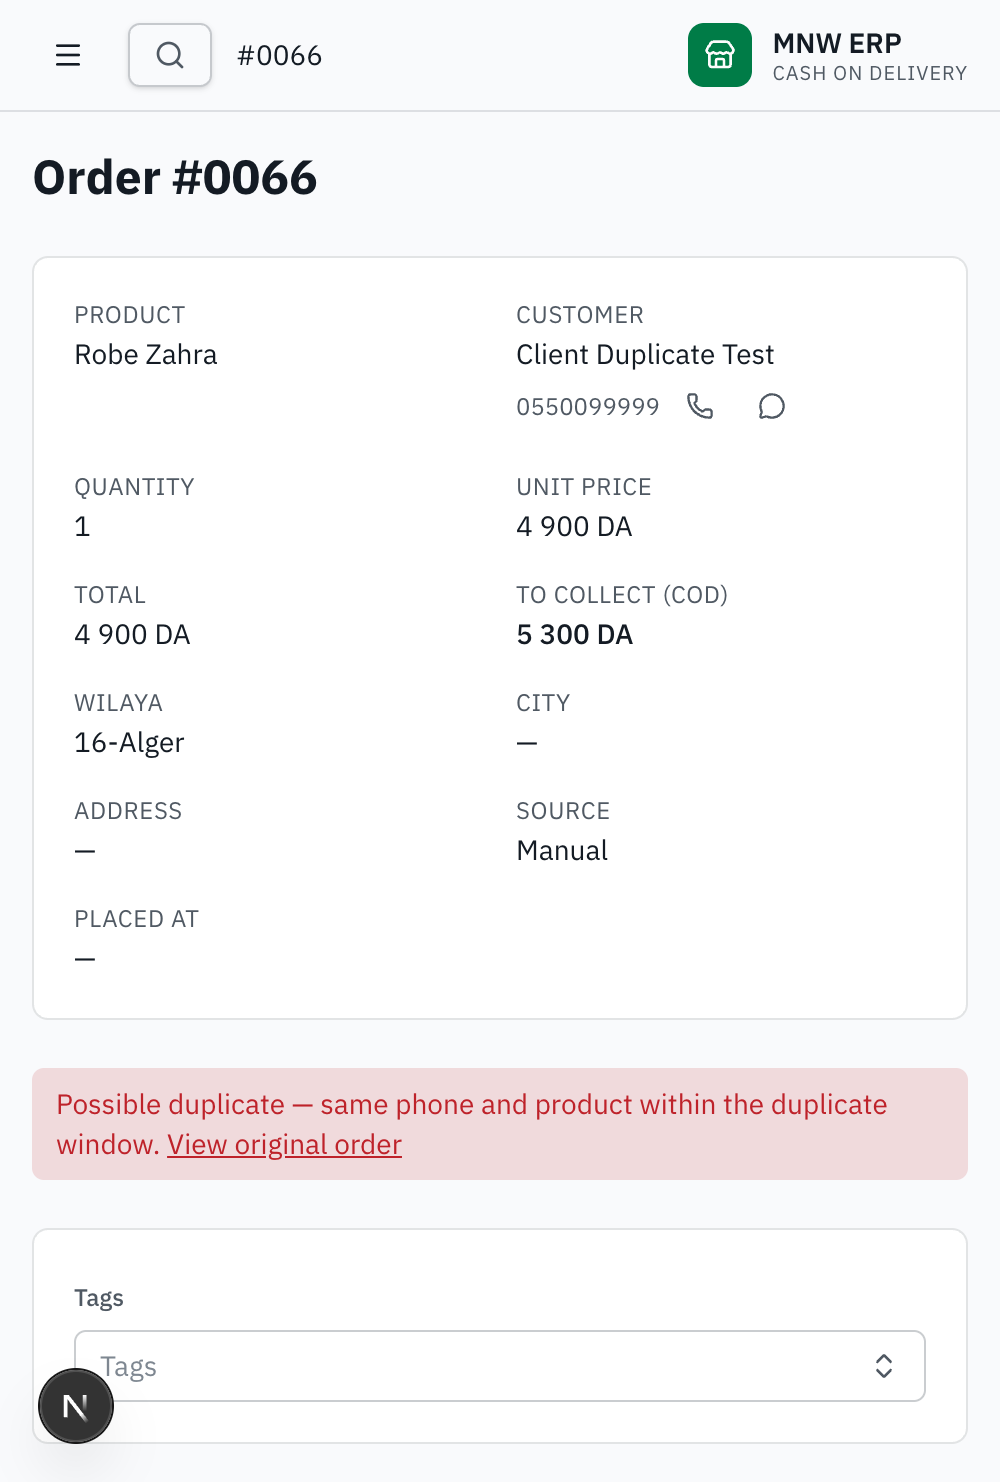 #0066
MNW ERP
CASH ON DELIVERY
Order #0066
PRODUCT
Robe Zahra
CUSTOMER
Client Duplicate Test
0550099999
QUANTITY
1
UNIT PRICE
4 900 DA
TOTAL
4 900 DA
TO COLLECT (COD)
5 300 DA
WILAYA
16-Alger
CITY
—
ADDRESS
—
SOURCE
Manual
PLACED AT
—
Possible duplicate — same phone and product within the duplicate
window. View original order
Tags
Tags
N